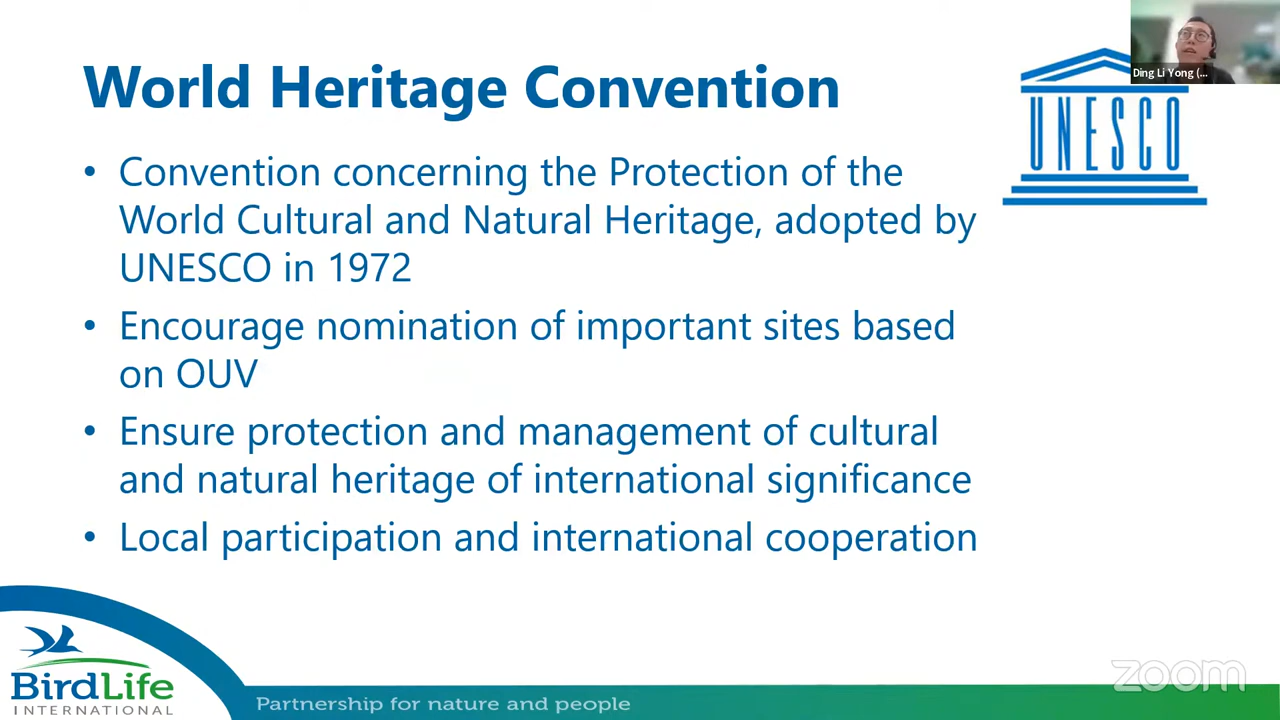 World Heritage Convention
UNESCO
Ding Li Yong (...
• Convention concerning the Protection of the
World Cultural and Natural Heritage, adopted by
UNESCO in 1972
• Encourage nomination of important sites based
on OUV
• Ensure protection and management of cultural
and natural heritage of international significance
• Local participation and international cooperation
BirdLife
INTERNATIONAL
Partnership for nature and people
zoom